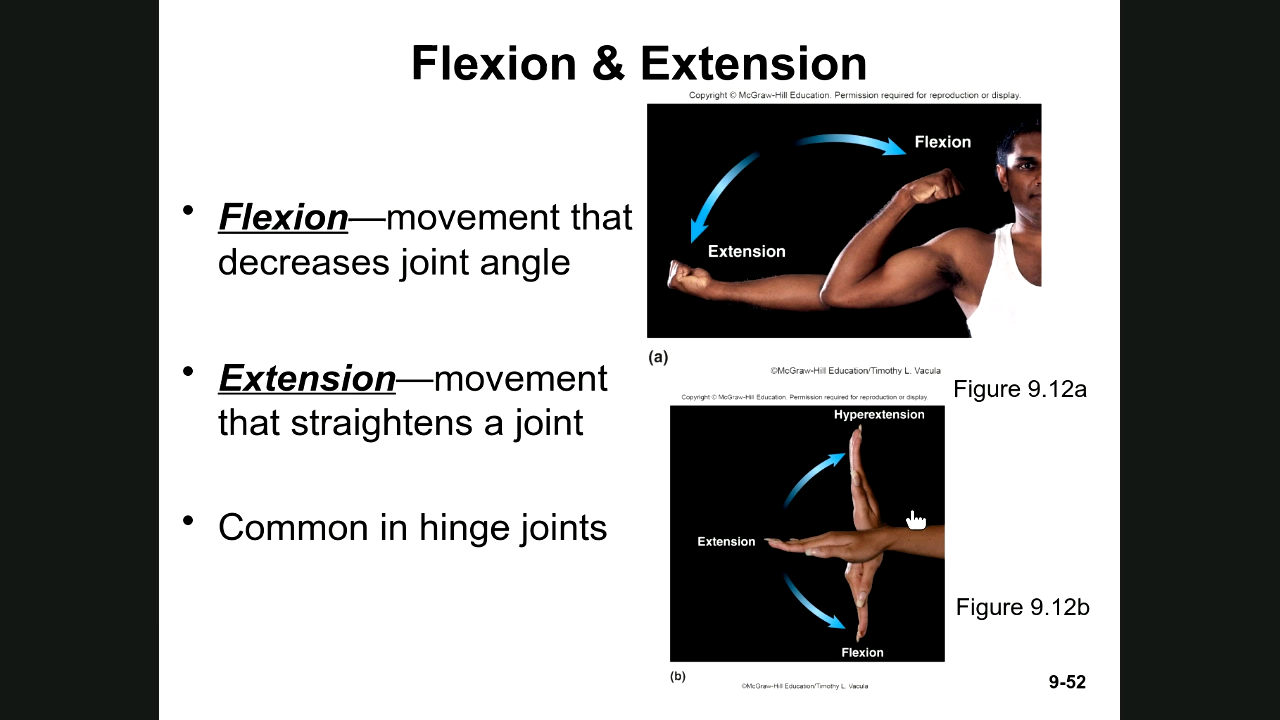 Flexion & Extension
Copyright © McGraw-Hill Education. Permission required for reproduction or display.
Flexion
Extension
• Flexion—movement that
decreases joint angle
• Extension—movement
that straightens a joint
• Common in hinge joints
(a)
©McGraw-Hill Education/Timothy L. Vacula
Figure 9.12a
Copyright © McGraw-Hill Education. Permission required for reproduction or display.
Hyperextension
Extension
Flexion
Figure 9.12b
(b)
©McGraw-Hill Education/Timothy L. Vacula
9-52